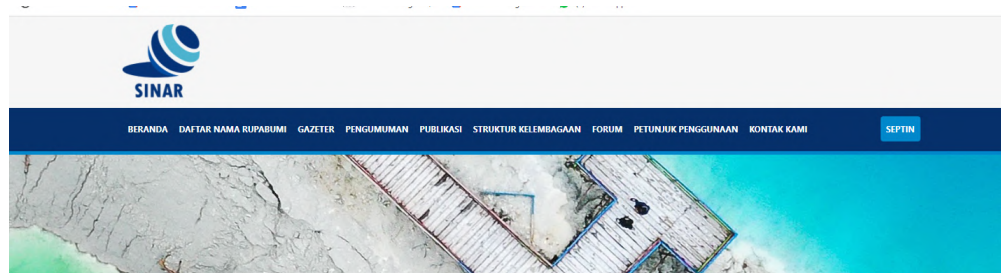 SINAR
BERANDA DAFTAR NAMA RUPABUMI GAZETER PENGUMUMAN PUBLIKASI STRUKTUR KELEMBAGAAN FORUM PETUNJUK PENGGUNAAN KONTAK KAMI SEPTIN